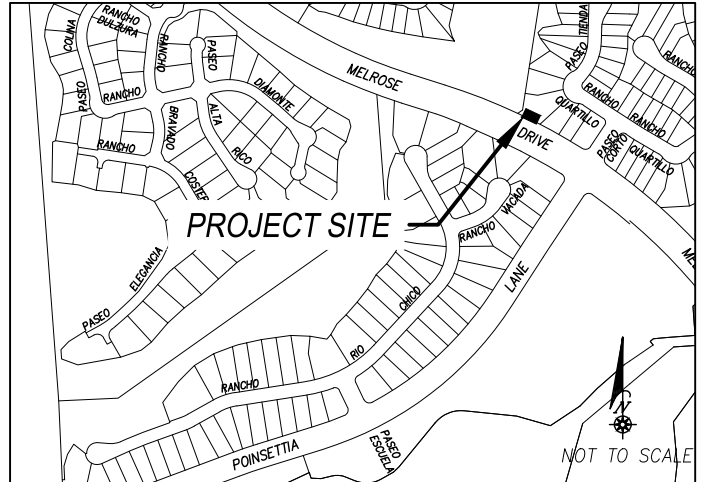 COLINA
RANCHO
DULZURA
RANCHO
PASEO
MELROSE
DIAMONTE
PASEO
RANCHO
BRAVADO
ALTA
RANCHO
RICO
PASEO
TIENDA
RANCHO
QUARTILLO
RANCHO
RANCHO
DRIVE
PASEO
CORTO
QUARTILLO
PROJECT SITE
VACADA
RANCHO
ELEGANCIA
PASEO
LANE
CHICO
RIO
RANCHO
POINSETTIA
PASEO
ESCUELA
N
NOT TO SCALE